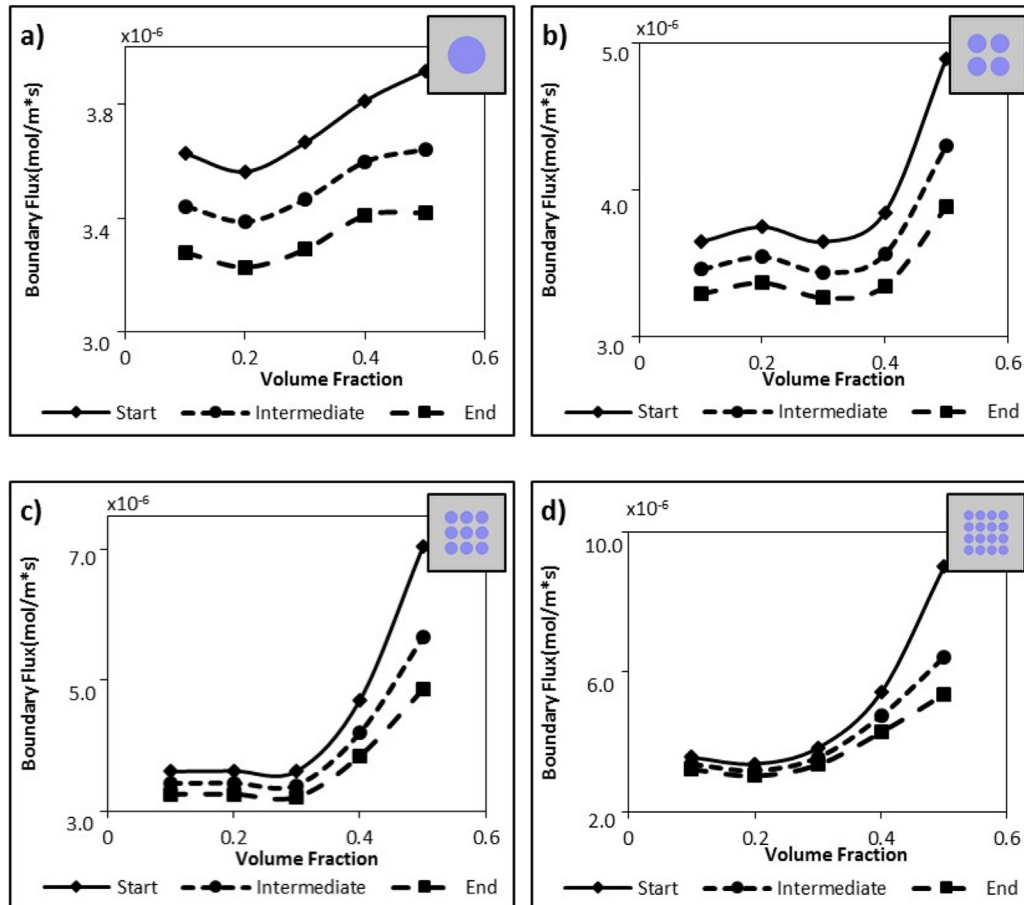 a)
x10-6
Boundary Flux(mol/m*s)
3.8
3.4
3.0
0 0.2 0.4 0.6
Volume Fraction
Start Intermediate End
b)
x10-6
Boundary Flux(mol/m*s)
5.0
4.0
3.0
0 0.2 0.4 0.6
Volume Fraction
Start Intermediate End
c)
x10-6
Boundary Flux(mol/m*s)
7.0
5.0
3.0
0 0.2 0.4 0.6
Volume Fraction
Start Intermediate End
d)
x10-6
Boundary Flux(mol/m*s)
10.0
6.0
2.0
0 0.2 0.4 0.6
Volume Fraction
Start Intermediate End